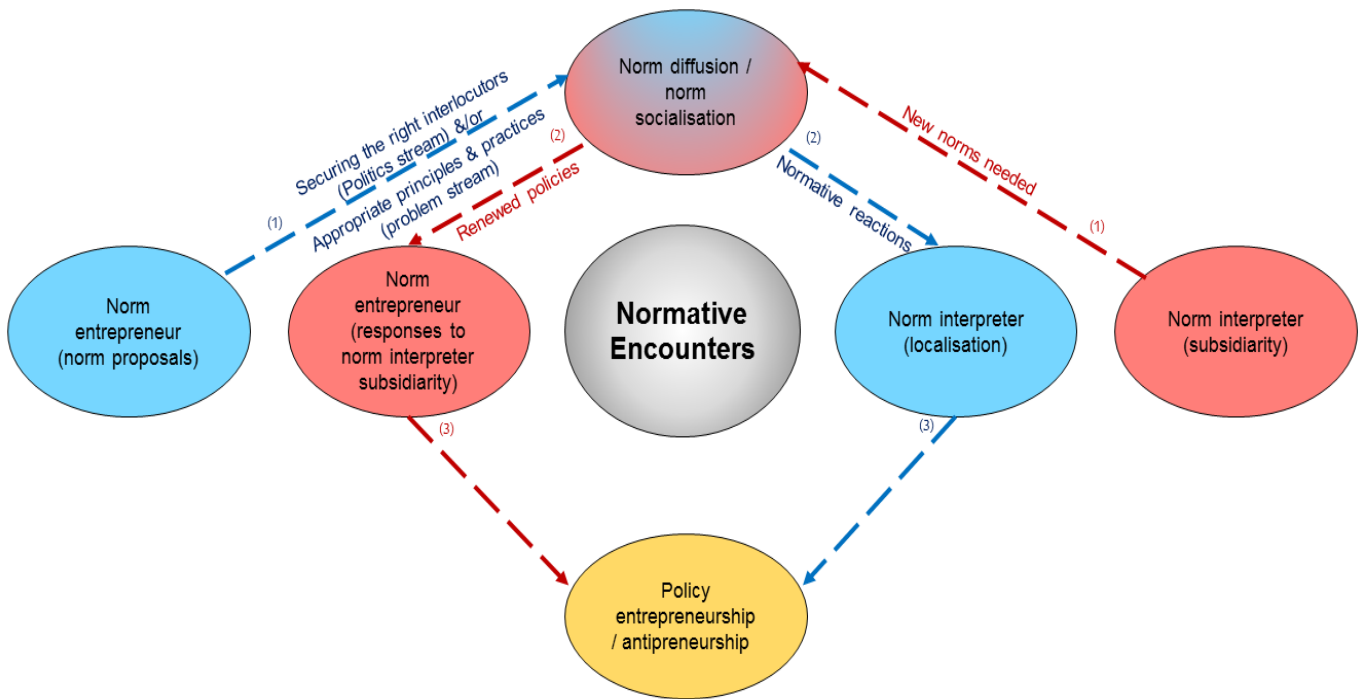 Norm diffusion /
norm
socialisation
Securing the right interlocutors
(Politics stream) &/or
(1)
Appropriate principles & practices
(problem stream)
(2)
Renewed policies
(2)
Normative reactions
New norms needed
(1)
Norm
entrepreneur
(norm proposals)
Norm
entrepreneur
(responses to
norm interpreter
subsidiarity)
Normative
Encounters
Norm interpreter
(localisation)
Norm interpreter
(subsidiarity)
(3)
(3)
Policy
entrepreneurship
/ antipreneurship